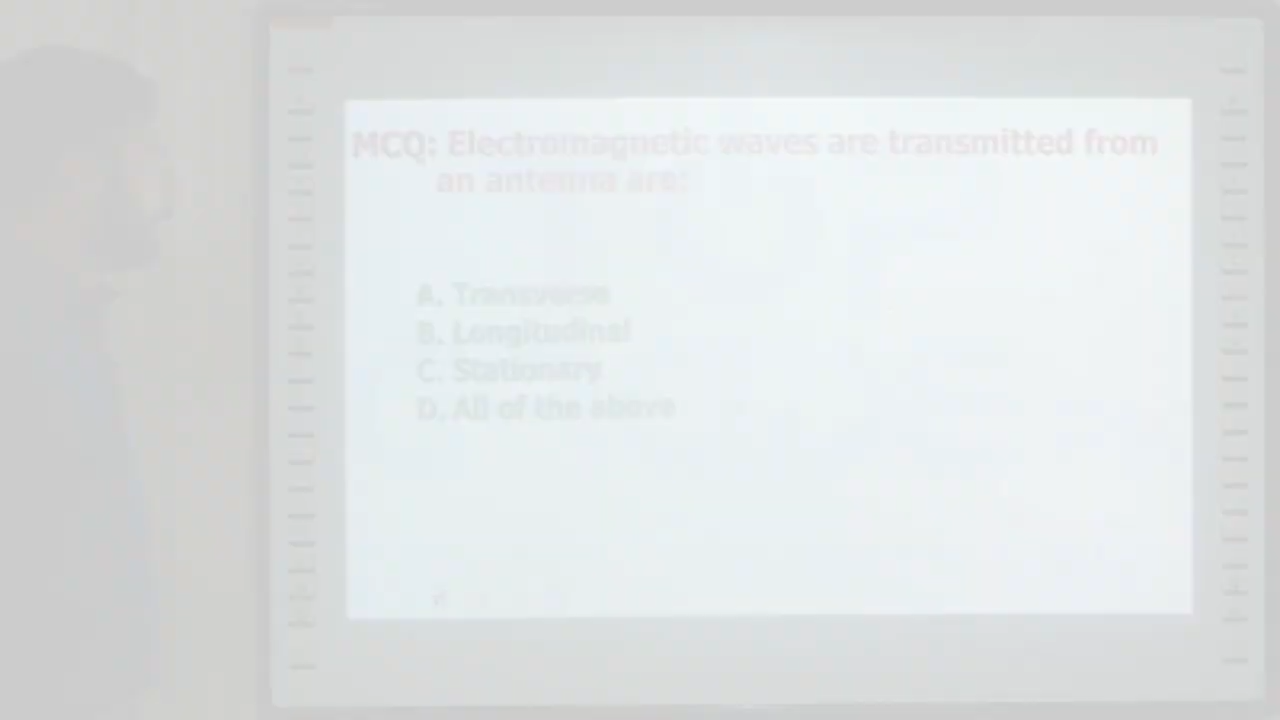 MCQ: Electromagnetic waves are transmitted from
an antenna are:
A. Transverse
B. Longitudinal
C. Stationary
D. All of the above